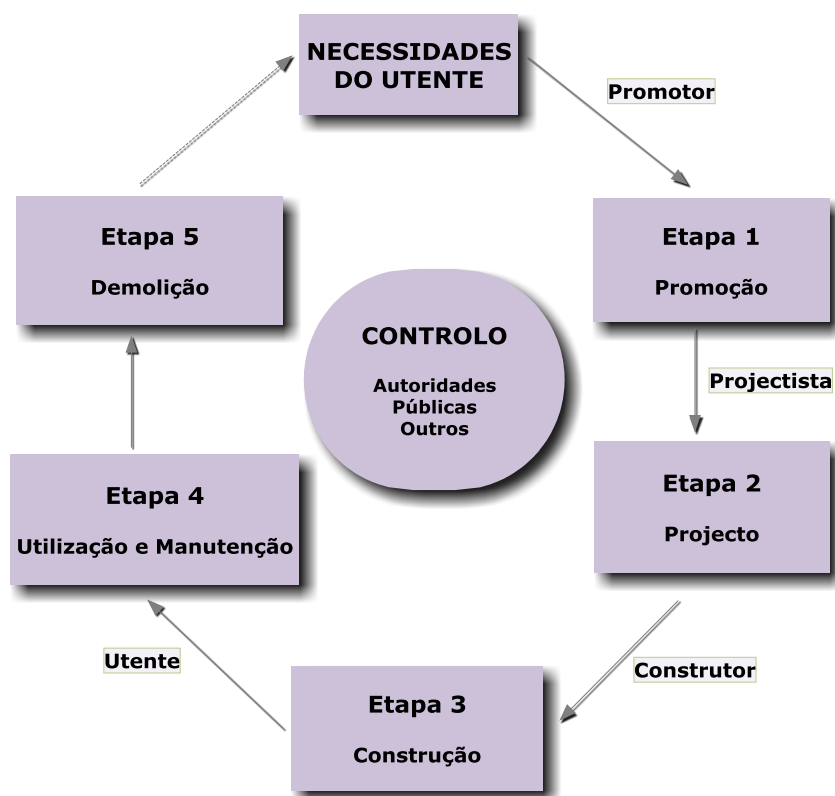 NECESSIDADES
DO UTENTE
Promotor
Etapa 1
Promoção
Projectista
Etapa 2
Projecto
Construtor
Etapa 3
Construção
Utente
Etapa 4
Utilização e Manutenção
Etapa 5
Demolição
CONTROLO
Autoridades
Públicas
Outros